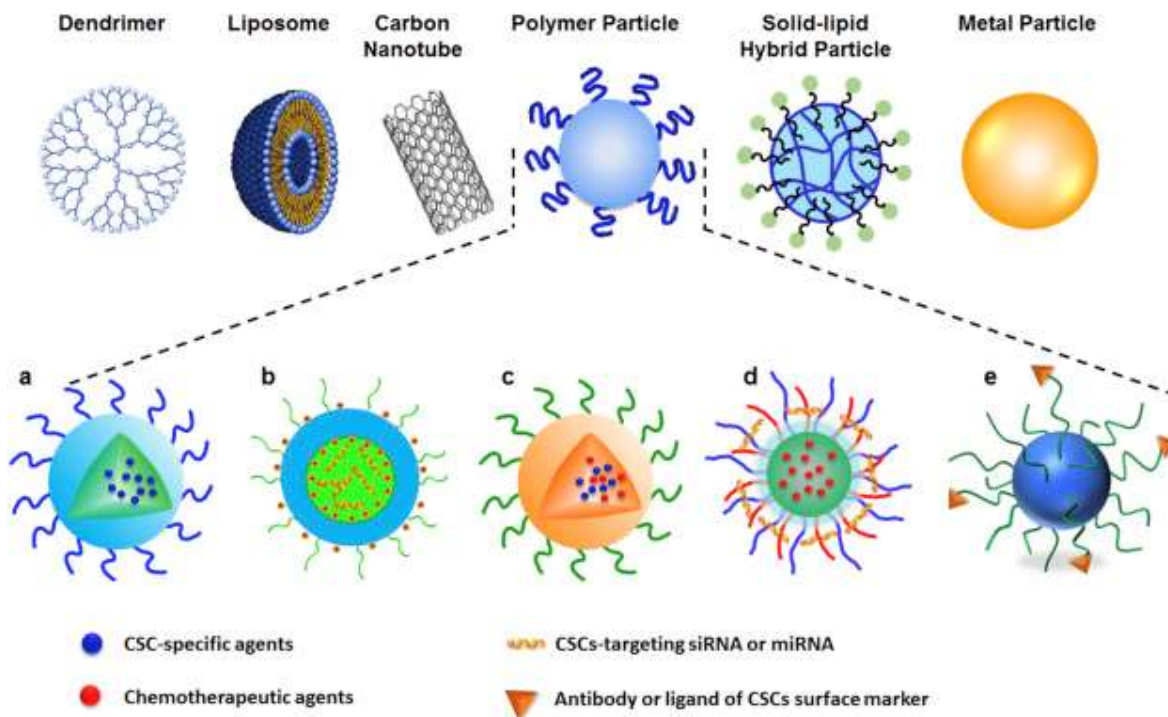 Dendrimer
Liposome
Carbon
Nanotube
Polymer Particle
Solid-lipid
Hybrid Particle
Metal Particle
a
b
c
d
e
CSC-specific agents
CSCs-targeting siRNA or miRNA
Chemotherapeutic agents
Antibody or ligand of CSCs surface marker